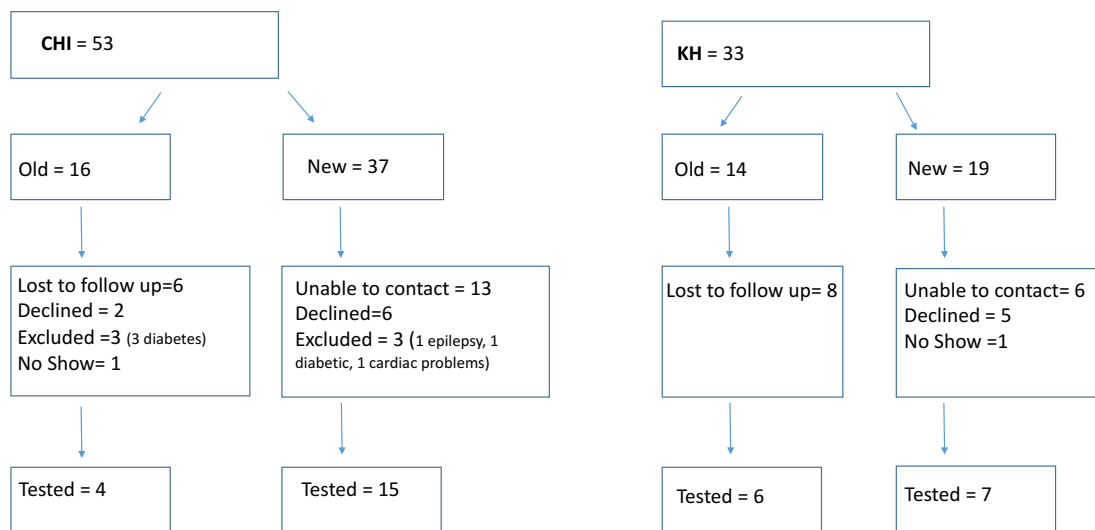 CHI = 53
Old = 16
New = 37
Lost to follow up=6
Declined = 2
Excluded =3 (3 diabetes)
No Show= 1
Unable to contact = 13
Declined=6
Excluded = 3 (1 epilepsy, 1
diabetic, 1 cardiac problems)
Tested = 4
Tested = 15
KH = 33
Old = 14
New = 19
Lost to follow up= 8
Unable to contact= 6
Declined = 5
No Show =1
Tested = 6
Tested = 7